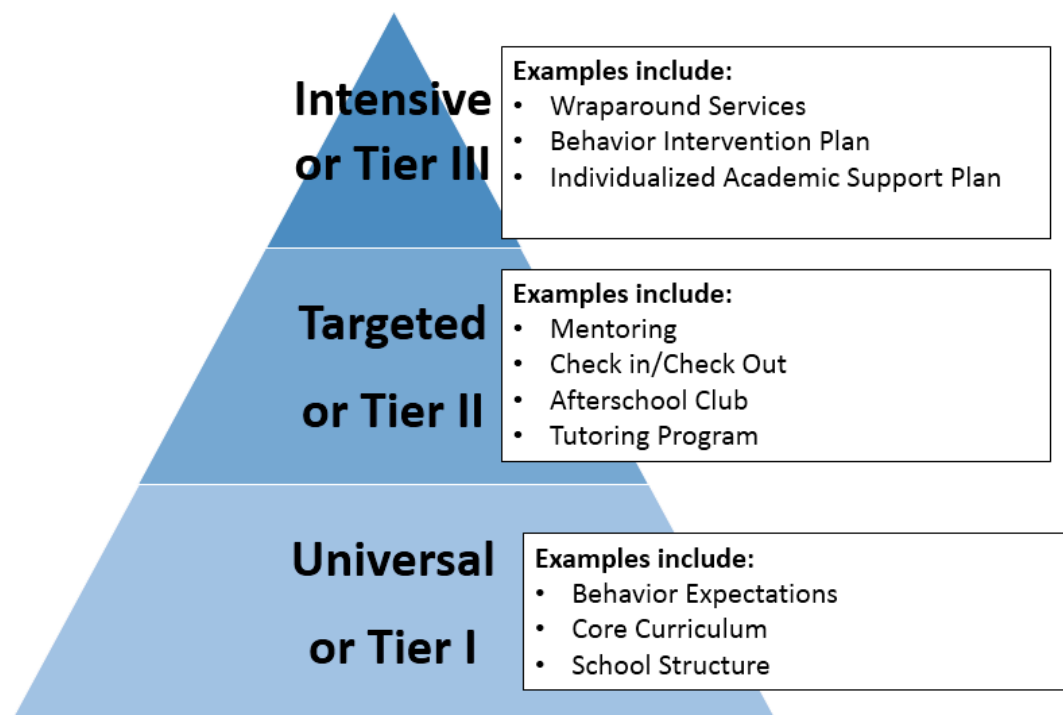 Intensive
or Tier III
Examples include:
• Wraparound Services
• Behavior Intervention Plan
• Individualized Academic Support Plan
Targeted
or Tier II
Examples include:
• Mentoring
• Check in/Check Out
• Afterschool Club
• Tutoring Program
Universal
or Tier I
Examples include:
• Behavior Expectations
• Core Curriculum
• School Structure